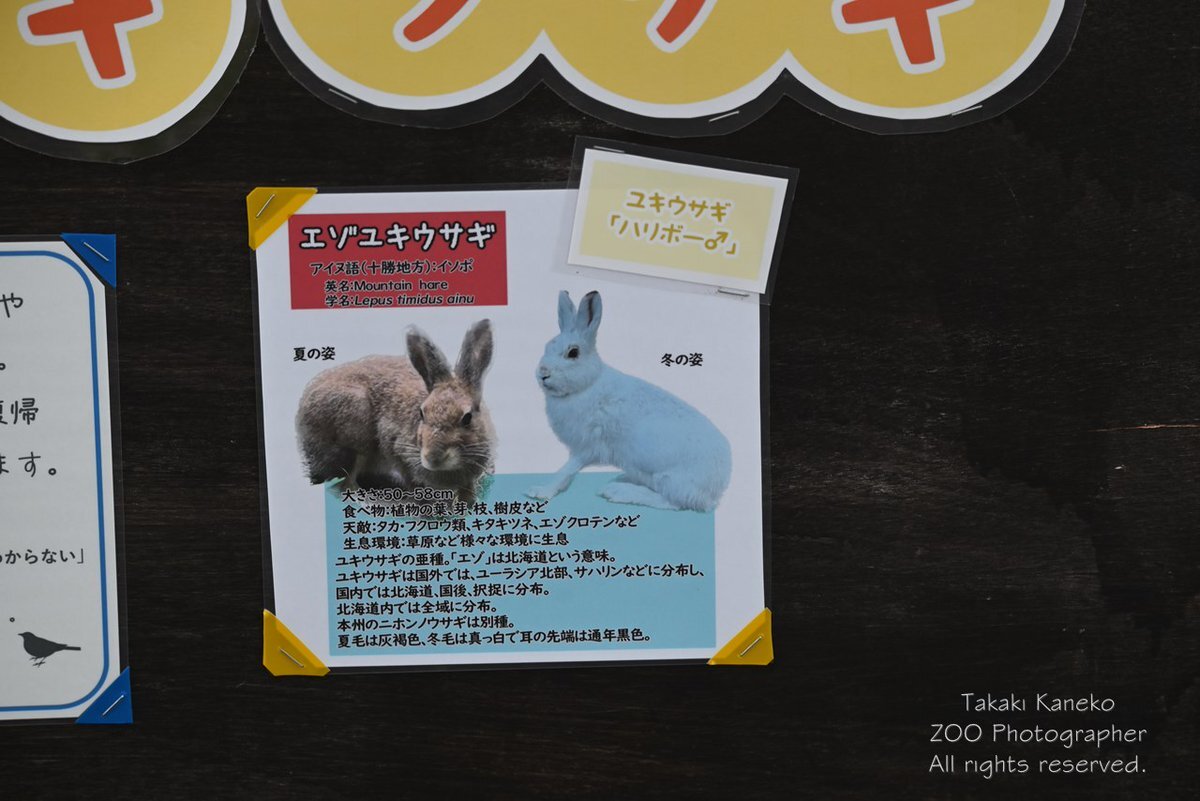 ユキウサギ
「ハリボー♂」
エゾユキウサギ
アイヌ語(十勝地方):イソポ
英名:Mountain hare
学名:Lepus timidus ainu
夏の姿
冬の姿
大きさ:50~58cm
食べ物:植物の葉、芽、枝、樹皮など
天敵:タカ・フクロウ類、キタキツネ、エゾクロテンなど
生息環境:草原など様々な環境に生息
ユキウサギの亜種。「エゾ」は北海道という意味。
ユキウサギは国外では、ユーラシア北部、サハリンなどに分布し、
国内では北海道、国後、択捉に分布。
北海道内では全域に分布。
本州のニホンノウサギは別種。
夏毛は灰褐色、冬毛は真っ白で耳の先端は通年黒色。
や
。
復帰
ます。
からない」
。
Takaki Kaneko
ZOO Photographer
All rights reserved.